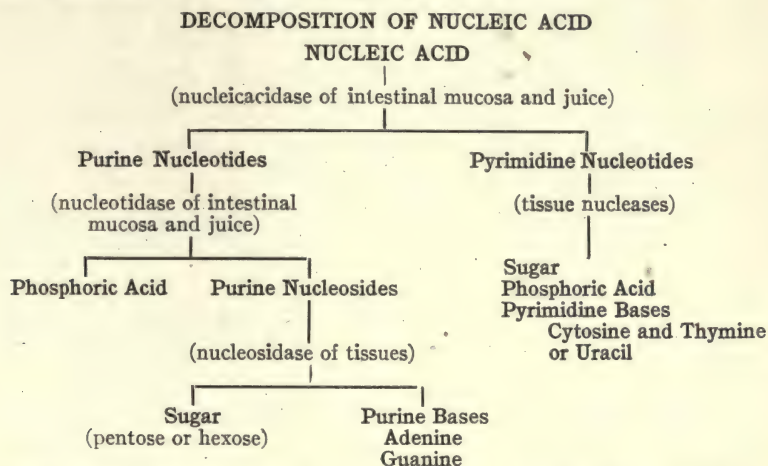 DECOMPOSITION OF NUCLEIC ACID
NUCLEIC ACID
(nucleicacidase of intestinal mucosa and juice)
Purine Nucleotides
Pyrimidine Nucleotides
(nucleotidase of intestinal
mucosa and juice)
(tissue nucleases)
Phosphoric Acid
Purine Nucleosides
Sugar
Phosphoric Acid
Pyrimidine Bases
Cytosine and Thymine
or Uracil
(nucleosidase of tissues)
Sugar
(pentose or hexose)
Purine Bases
Adenine
Guanine